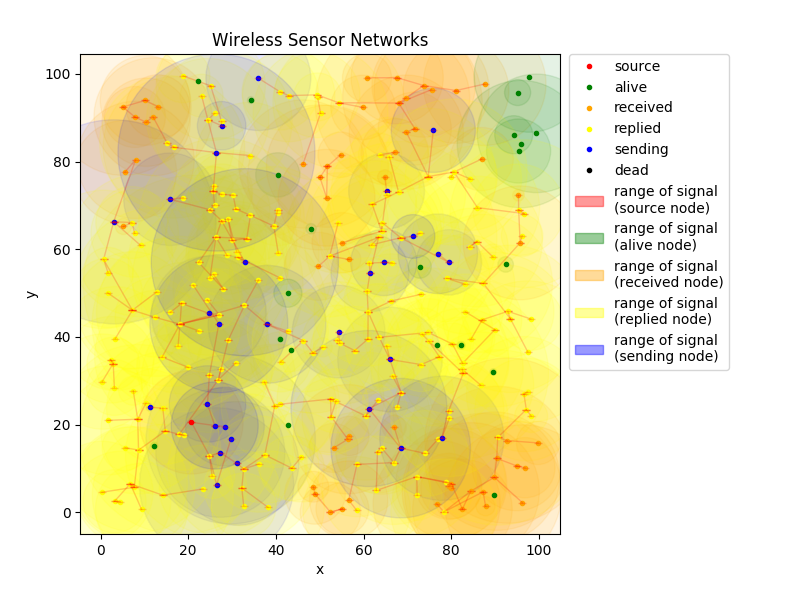 Wireless Sensor Networks
100
80
60
40
20
0
y
0 20 40 60 80 100
x
source
alive
received
replied
sending
dead
range of signal
(source node)
range of signal
(alive node)
range of signal
(received node)
range of signal
(replied node)
range of signal
(sending node)